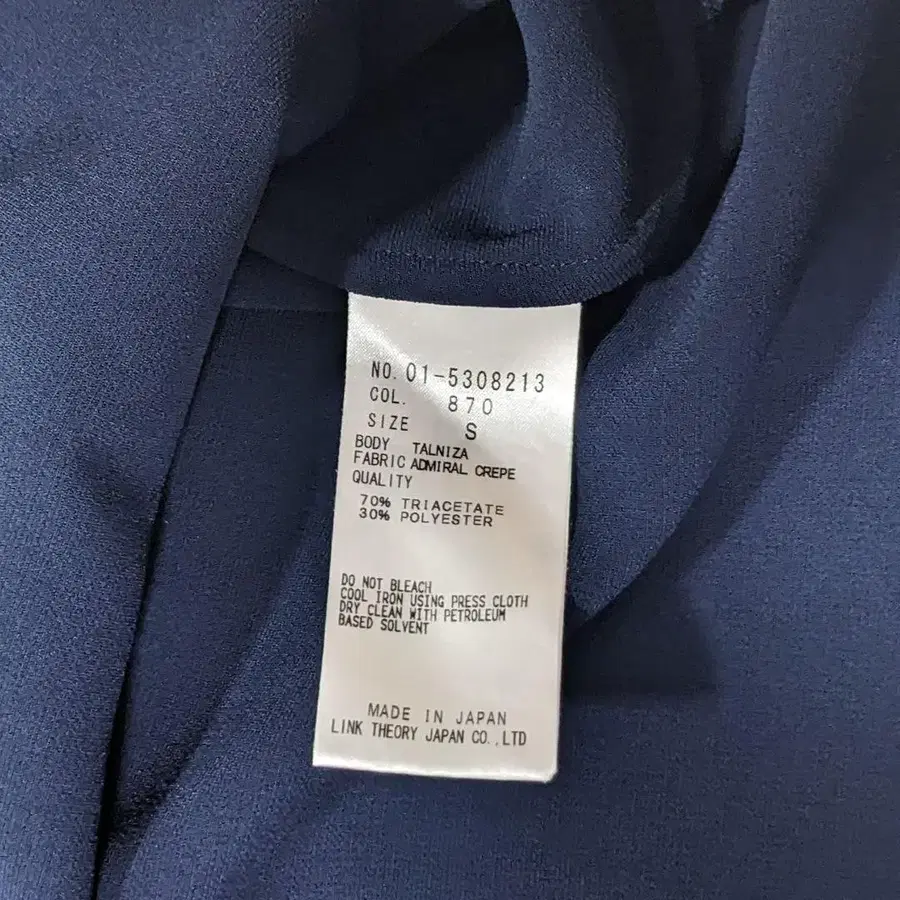 NO. 01-5308213
COL. 870
SIZE S
BODY TALNIZA
FABRIC ADMIRAL CREPE
QUALITY
70% TRIACETATE
30% POLYESTER
DO NOT BLEACH
COOL IRON USING PRESS CLOTH
DRY CLEAN WITH PETROLEUM
BASED SOLVENT
MADE IN JAPAN
LINK THEORY JAPAN CO.,LTD